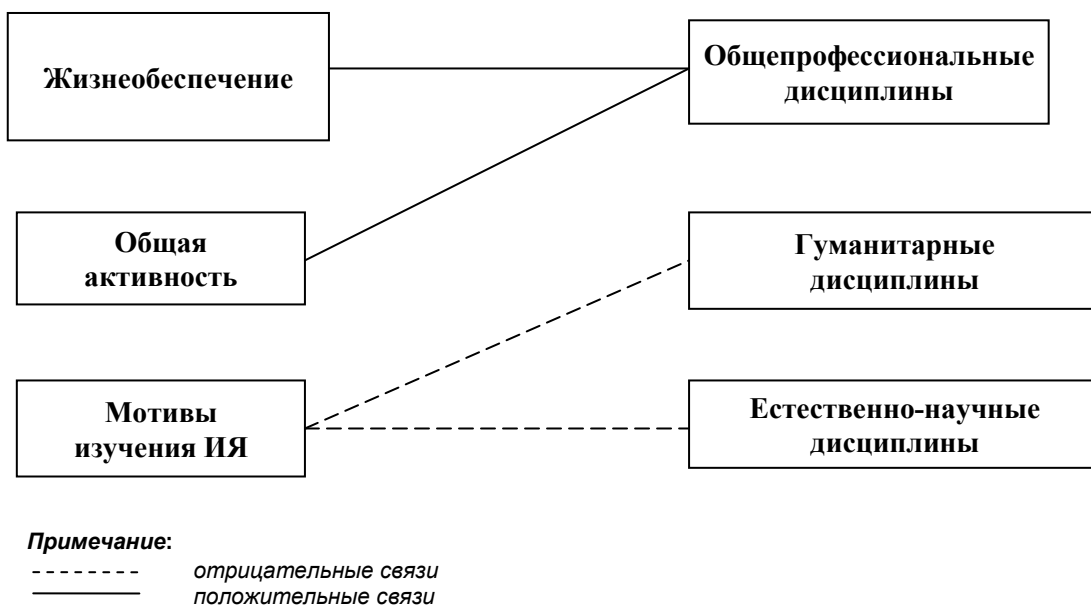 Жизнеобеспечение
Общепрофессиональные
дисциплины
Общая
активность
Гуманитарные
дисциплины
Мотивы
изучения ИЯ
Естественно-научные
дисциплины
Примечание:
отрицательные связи
положительные связи